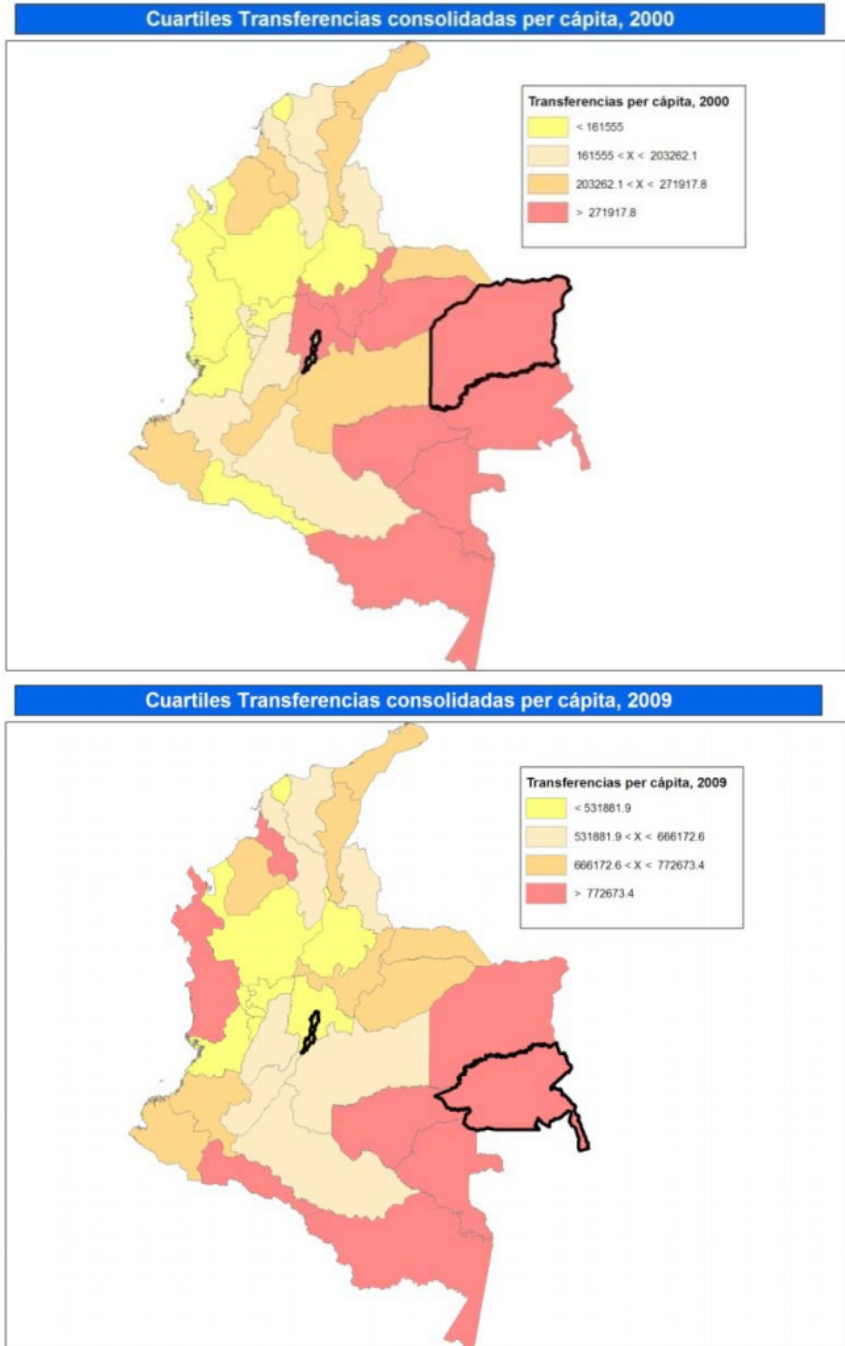 Cuartiles Transferencias consolidadas per cápita, 2000
Transferencias per cápita, 2000
< 161555
161555 < X < 203262.1
203262.1 < X < 271917.8
> 271917.8
Cuartiles Transferencias consolidadas per cápita, 2009
Transferencias per cápita, 2009
< 531881.9
531881.9 < X < 666172.6
666172.6 < X < 772673.4
> 772673.4